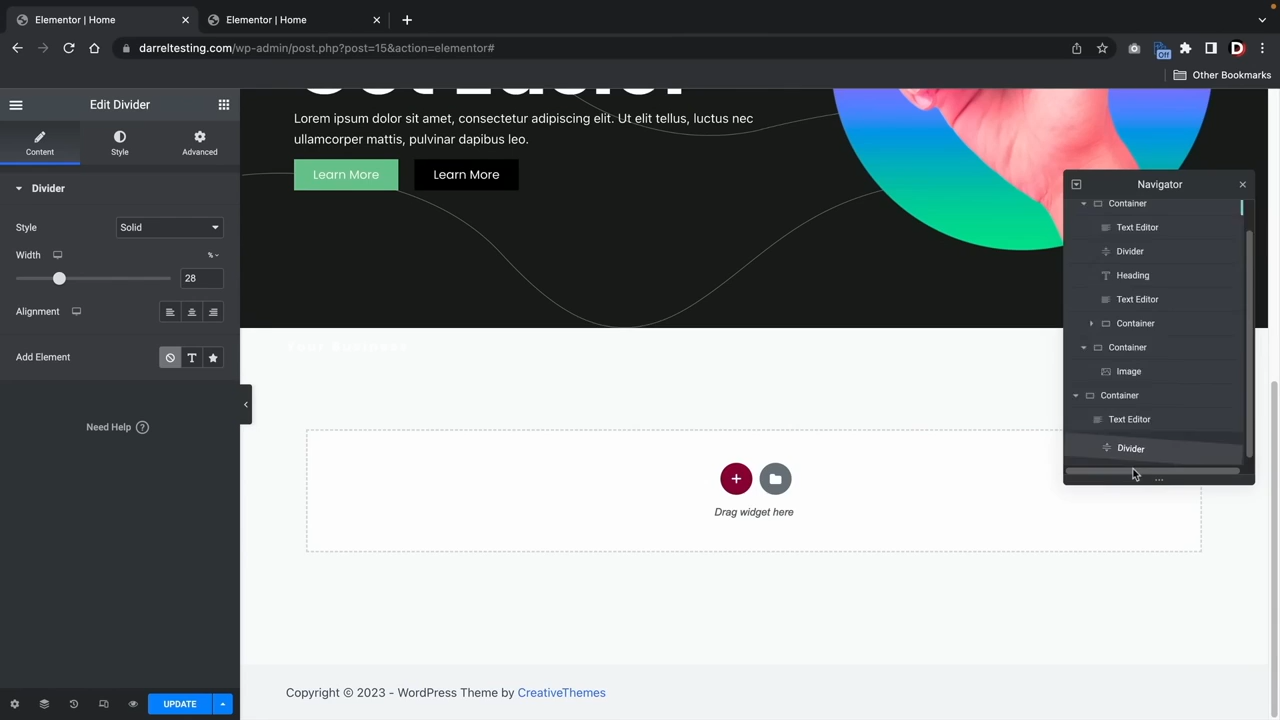 Elementor | Home
Elementor | Home
darreltesting.com/wp-admin/post.php?post=15&action=elementor#
Off
D
Other Bookmarks
Edit Divider
Content
Style
Advanced
Divider
Style
Solid
Width
%
28
Alignment
Add Element
Need Help ?
UPDATE
Lorem ipsum dolor sit amet, consectetur adipiscing elit. Ut elit tellus, luctus nec
ullamcorper mattis, pulvinar dapibus leo.
Learn More
Learn More
Your Business
Drag widget here
Copyright © 2023 - WordPress Theme by CreativeThemes
Navigator
Container
Text Editor
Divider
Heading
Text Editor
Container
Container
Image
Container
Text Editor
Divider